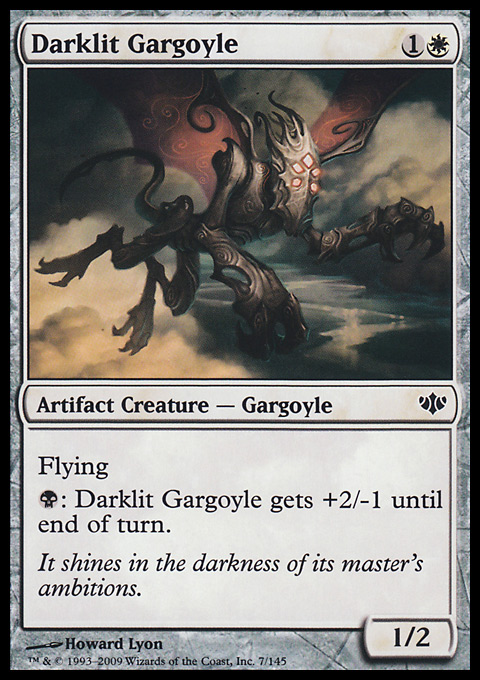 Darklit Gargoyle 1
Artifact Creature — Gargoyle
Flying
: Darklit Gargoyle gets +2/-1 until
end of turn.
It shines in the darkness of its master's
ambitions.
Howard Lyon
1/2
™ & © 1993–2009 Wizards of the Coast, Inc. 7/145